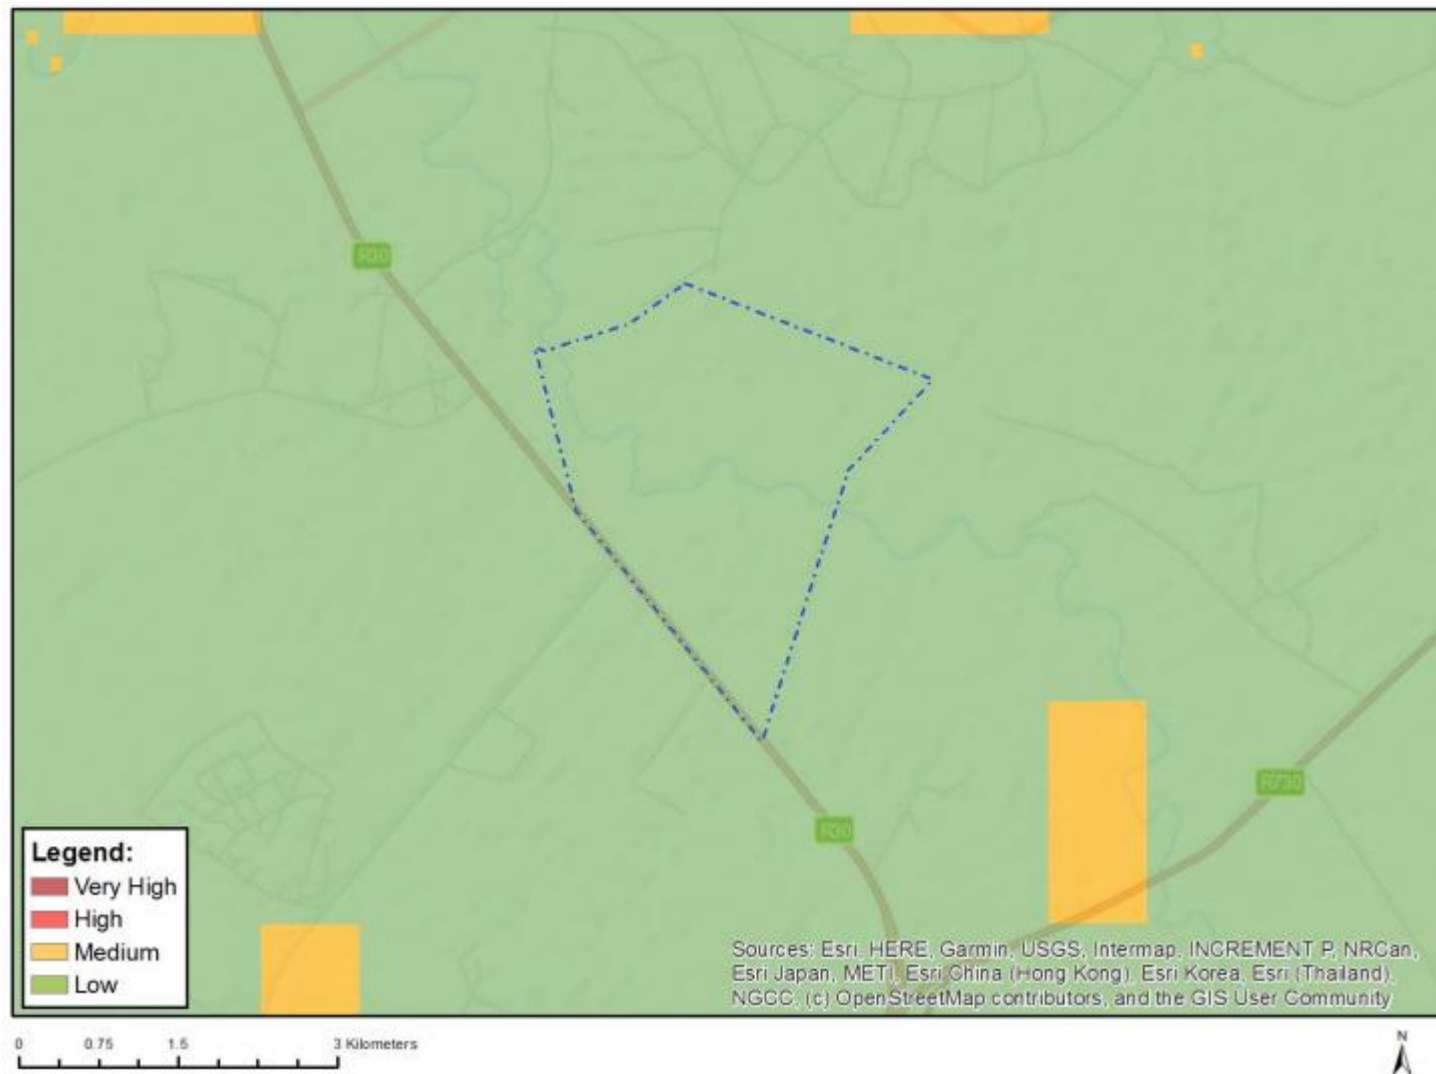 R30
R730
R30
Legend:
Very High
High
Medium
Low
Sources: Esri, HERE, Garmin, USGS, Intermap, INCREMENT P, NRCan,
Esri Japan, METI, Esri China (Hong Kong), Esri Korea, Esri (Thailand),
NGCC, (c) OpenStreetMap contributors, and the GIS User Community
0 0.75 1.5 3 Kilometers
N